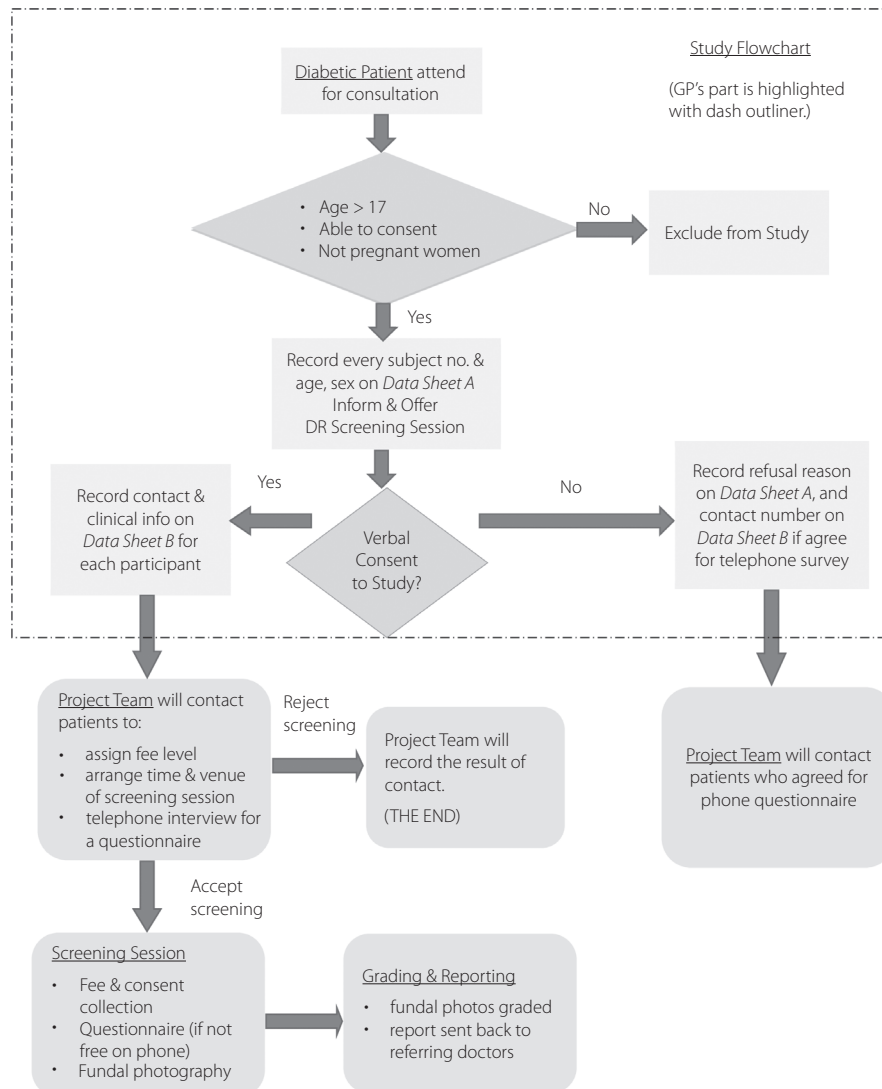 Study Flowchart
(GP's part is highlighted
with dash outliner.)
Diabetic Patient attend
for consultation
• Age > 17
• Able to consent
• Not pregnant women
No
Exclude from Study
Yes
Record every subject no. &
age, sex on Data Sheet A
Inform & Offer
DR Screening Session
Yes
Record contact &
clinical info on
Data Sheet B for
each participant
Verbal
Consent
to Study?
No
Record refusal reason
on Data Sheet A, and
contact number on
Data Sheet B if agree
for telephone survey
Project Team will contact
patients to:
• assign fee level
• arrange time & venue
of screening session
• telephone interview for
a questionnaire
Reject
screening
Project Team will
record the result of
contact.
(THE END)
Project Team will contact
patients who agreed for
phone questionnaire
Accept
screening
Screening Session
• Fee & consent
collection
• Questionnaire (if not
free on phone)
• Fundal photography
Grading & Reporting
• fundal photos graded
• report sent back to
referring doctors